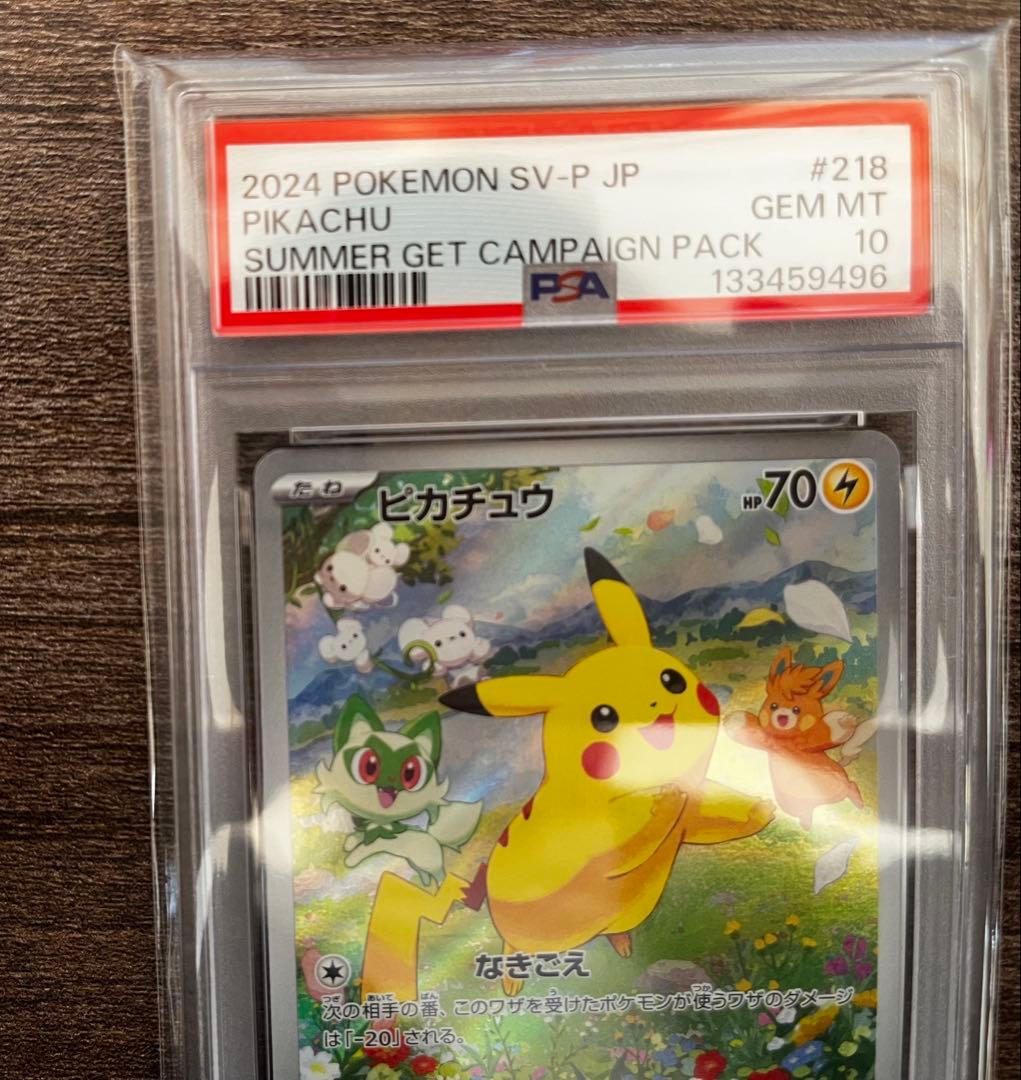 2024 POKEMON SV-P JP #218
PIKACHU GEM MT
SUMMER GET CAMPAIGN PACK 10
PSA 133459496
たね ピカチュウ HP70
なきごえ
次の相手の番、このワザを受けたポケモンが使うワザのダメージ
は「-20」される。